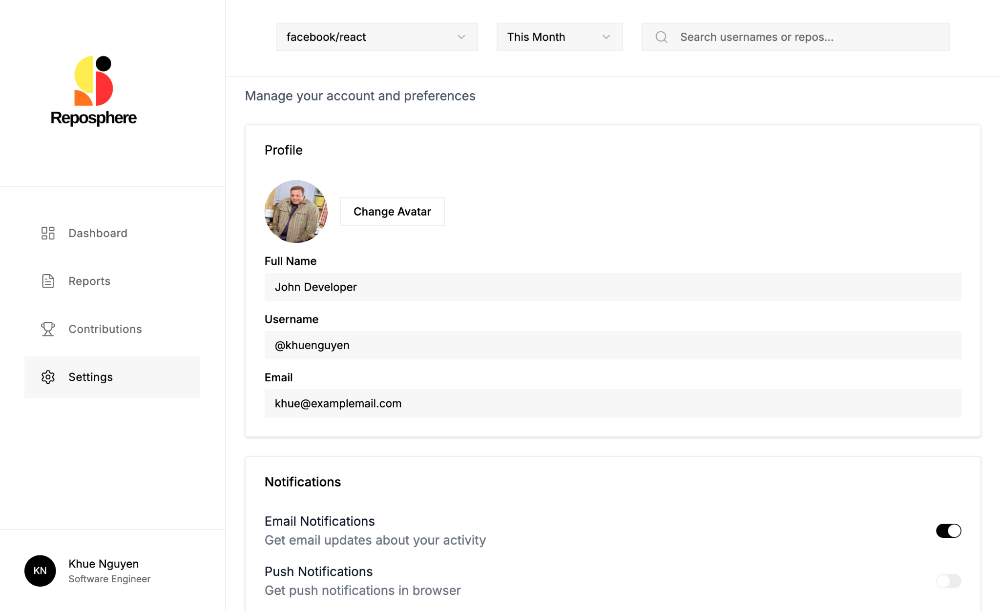 Reposphere
Dashboard
Reports
Contributions
Settings
KN
Khue Nguyen
Software Engineer
facebook/react
This Month
Search usernames or repos...
Manage your account and preferences
Profile
Change Avatar
Full Name
John Developer
Username
@khuenguyen
Email
khue@examplemail.com
Notifications
Email Notifications
Get email updates about your activity
Push Notifications
Get push notifications in browser